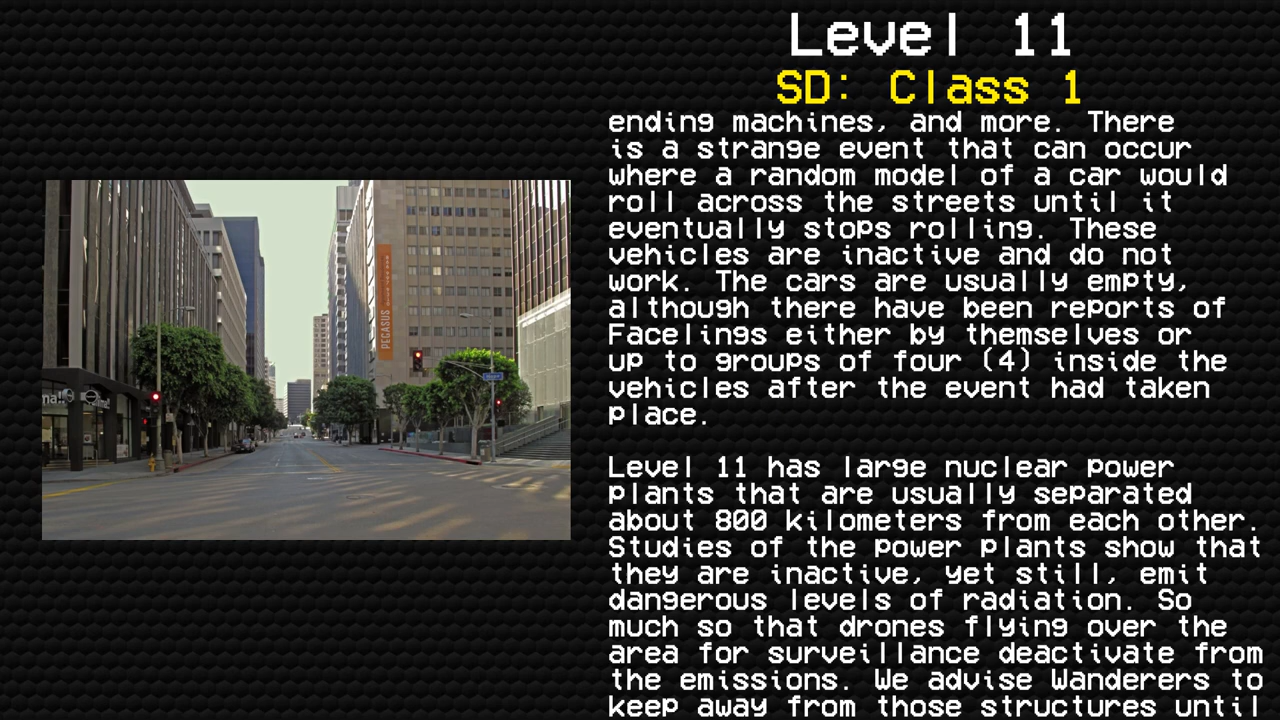 Level 11
SD: Class 1
ending machines, and more. There
is a strange event that can occur
where a random model of a car would
roll across the streets until it
eventually stops rolling. These
vehicles are inactive and do not
work. The cars are usually empty,
although there have been reports of
Facelings either by themselves or
up to groups of four (4) inside the
vehicles after the event had taken
place.
Level 11 has large nuclear power
plants that are usually separated
about 800 kilometers from each other.
Studies of the power plants show that
they are inactive, yet still, emit
dangerous levels of radiation. So
much so that drones flying over the
area for surveillance deactivate from
the emissions. We advise Wanderers to
keep away from those structures until
PEGASUS